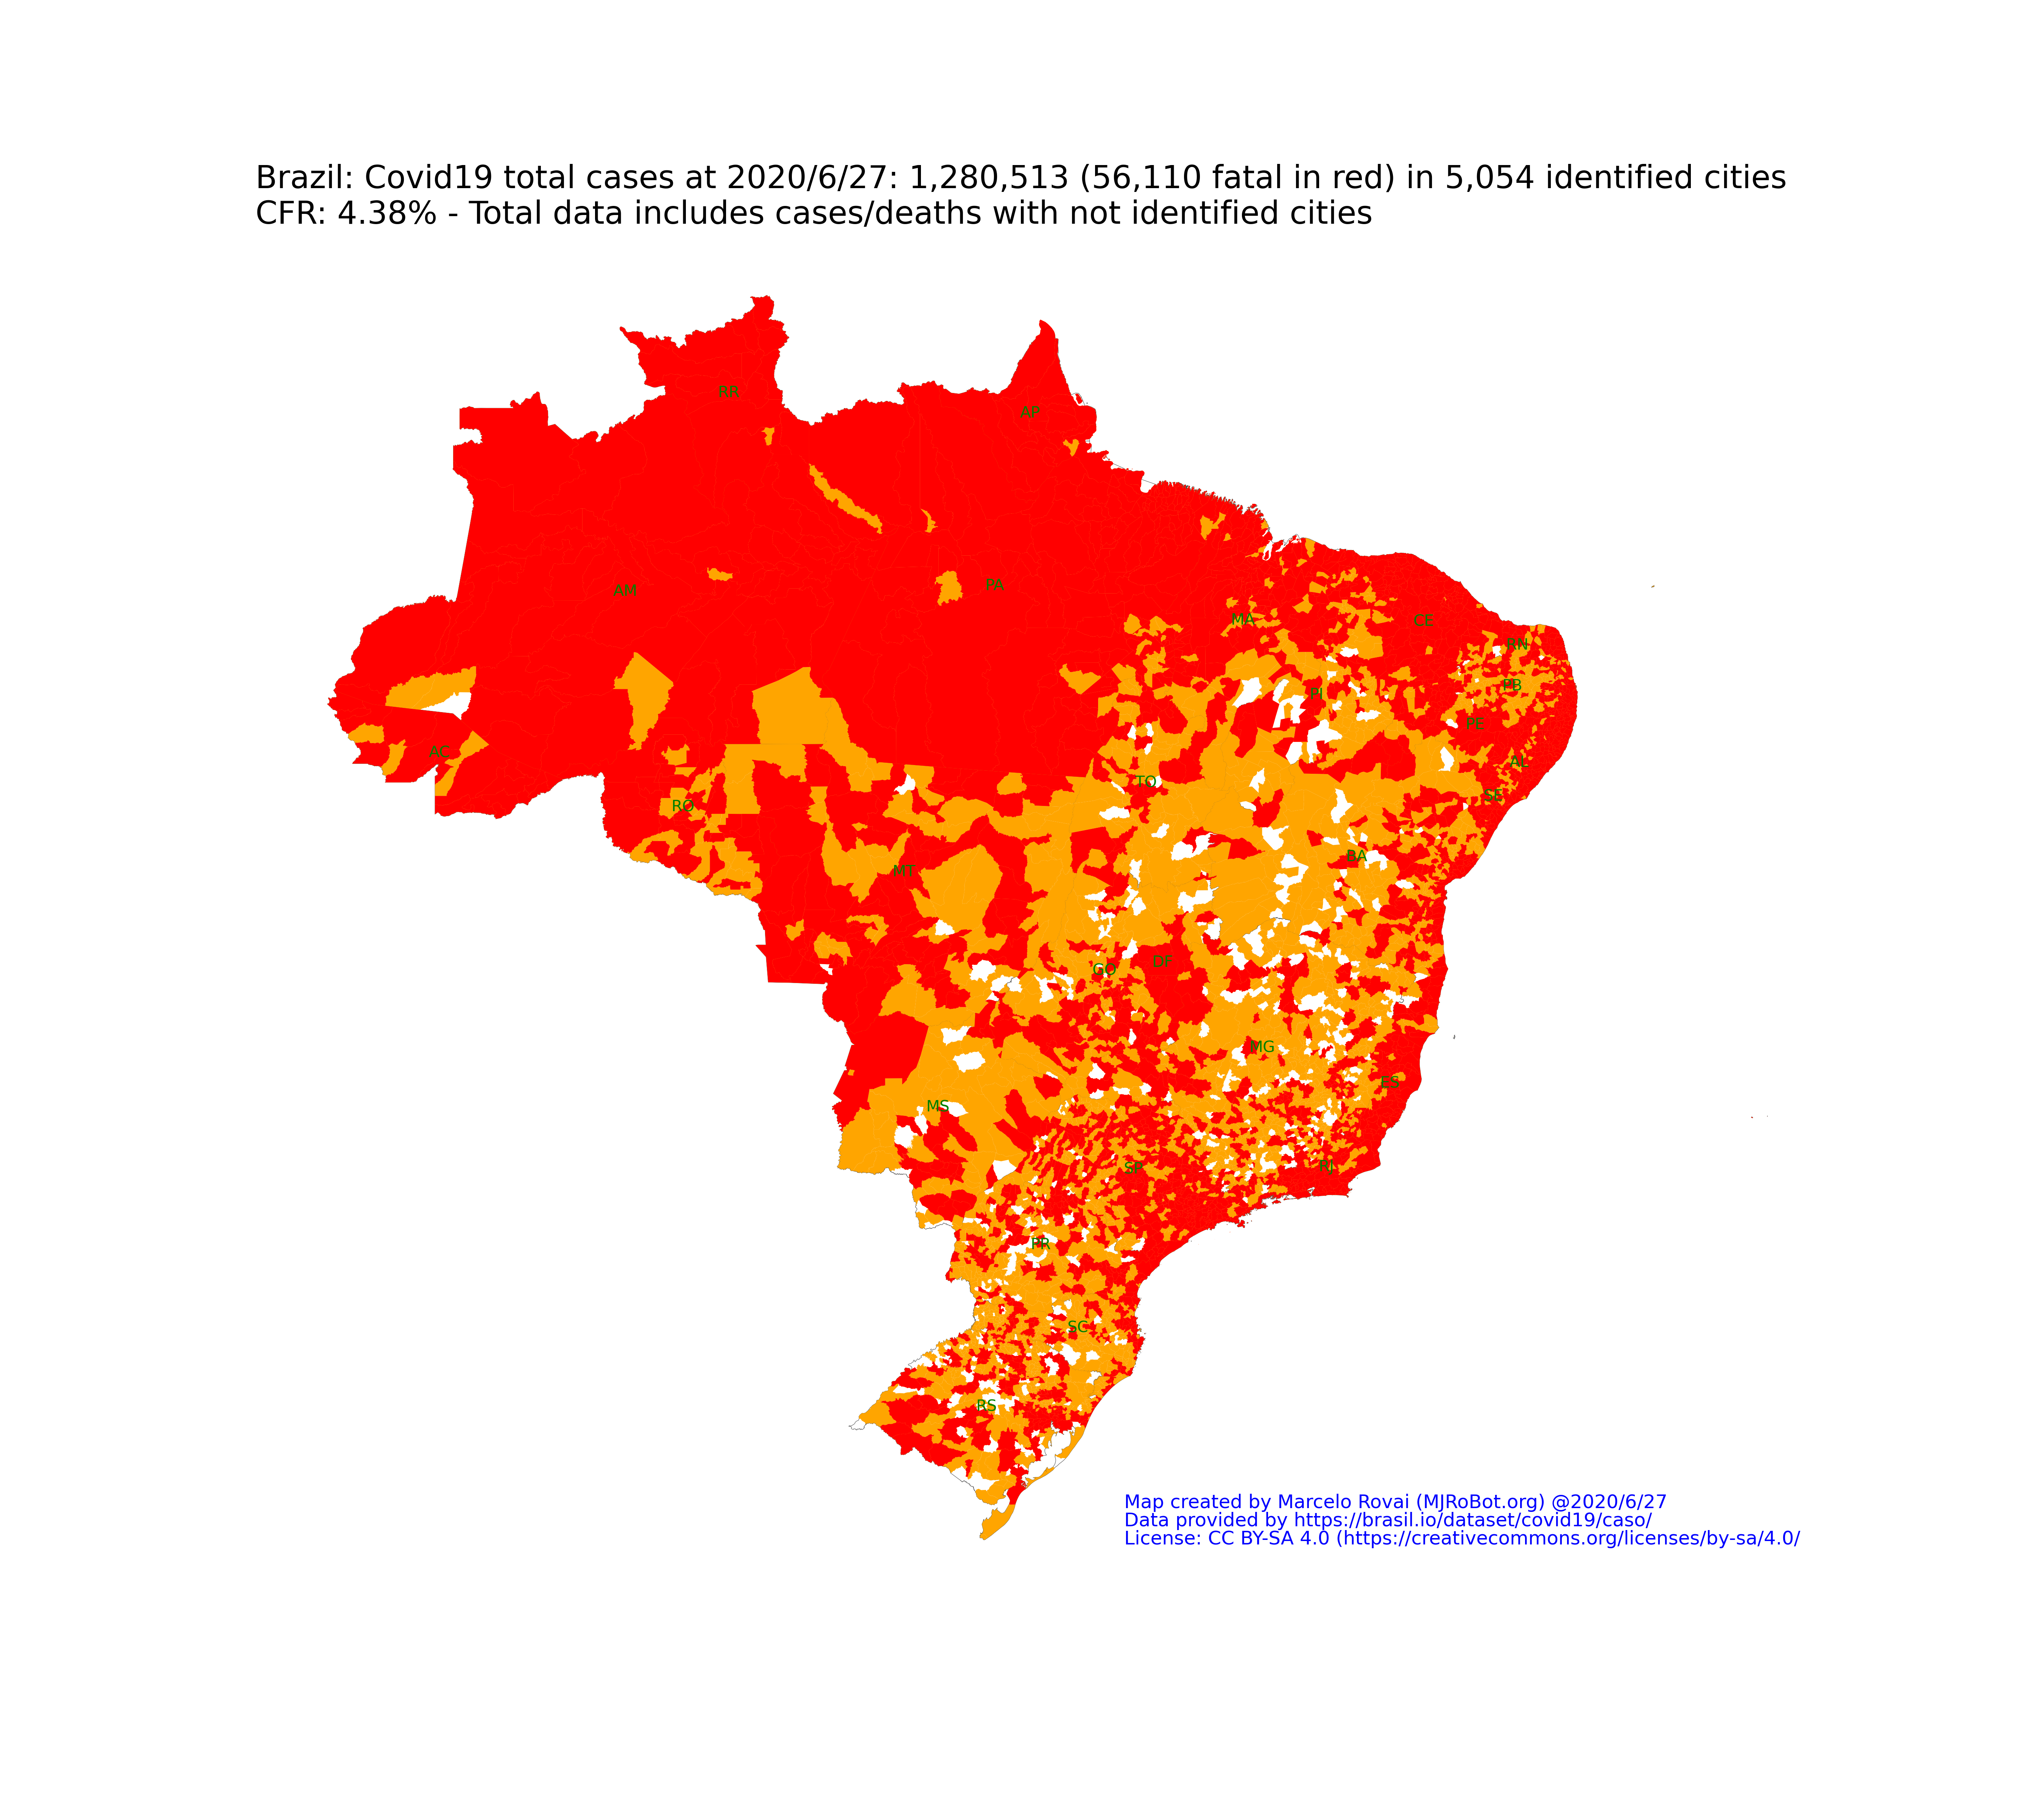 Brazil: Covid19 total cases at 2020/6/27: 1,280,513 (56,110 fatal in red) in 5,054 identified cities
CFR: 4.38% - Total data includes cases/deaths with not identified cities
RR
AP
AM
PA
MA
CE
RN
PB
PI
PE
AC
AL
TO
SE
RO
BA
MT
DF
GO
MG
ES
MS
SP
RJ
PR
SC
RS
Map created by Marcelo Rovai (MJRoBot.org) @2020/6/27
Data provided by https://brasil.io/dataset/covid19/caso/
License: CC BY-SA 4.0 (https://creativecommons.org/licenses/by-sa/4.0/